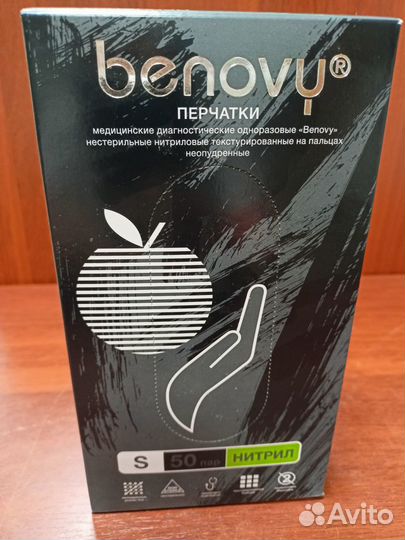 benovy®
ПЕРЧАТКИ
медицинские диагностические одноразовые «Benovy»
нестерильные нитриловые текстурированные на пальцах
неопудренные
S 50 пар НИТРИЛ
Avito